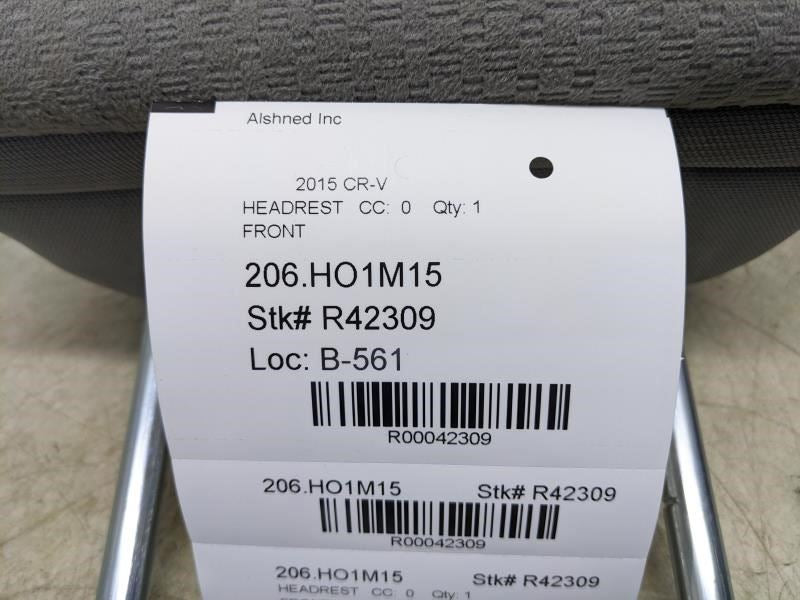 Alshned Inc
2015 CR-V
HEADREST CC: 0 Qty: 1
FRONT
206.HO1M15
Stk# R42309
Loc: B-561
R00042309
206.HO1M15 Stk# R42309
R00042309
206.HO1M15 Stk# R42309
HEADREST CC: 0 Qty: 1